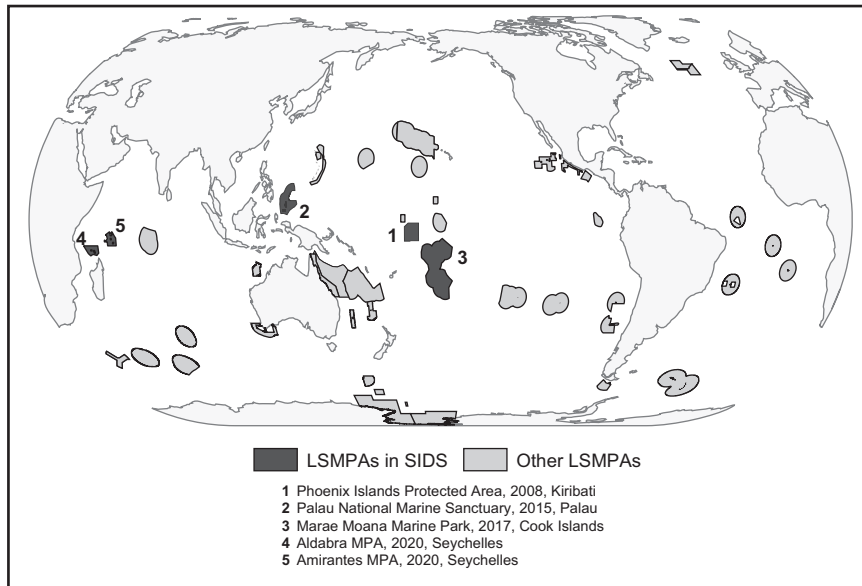 4
5
2
1
3
LSMPAs in SIDS Other LSMPAs
1 Phoenix Islands Protected Area, 2008, Kiribati
2 Palau National Marine Sanctuary, 2015, Palau
3 Marae Moana Marine Park, 2017, Cook Islands
4 Aldabra MPA, 2020, Seychelles
5 Amirantes MPA, 2020, Seychelles